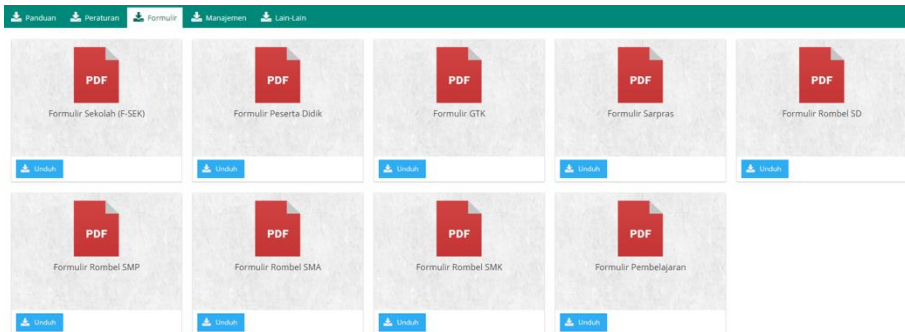 Panduan Peraturan Formulir Manajemen Lain-Lain
PDF PDF PDF PDF PDF
Formulir Sekolah (F-SEK) Formulir Peserta Didik Formulir GTK Formulir Sarpras Formulir Rombel SD
Unduh Unduh Unduh Unduh Unduh
PDF PDF PDF PDF
Formulir Rombel SMP Formulir Rombel SMA Formulir Rombel SMK Formulir Pembelajaran
Unduh Unduh Unduh Unduh